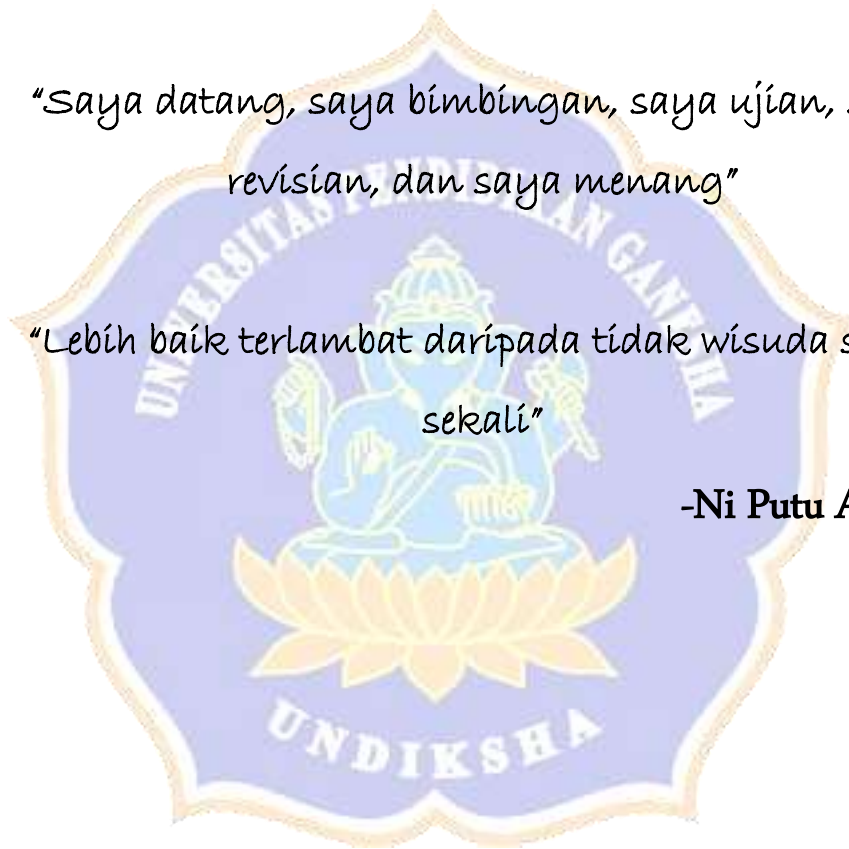 “Saya datang, saya bimbingan, saya ujian,
revisian, dan saya menang”
“Lebih baik terlambat daripada tidak wisuda
sekali”
-Ni Putu
UNIVERSITAS PENDIDIKAN GANESHA
UNDIKSHA